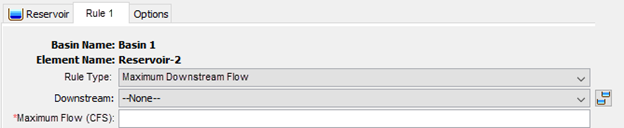 Reservoir Rule 1 Options
Basin Name: Basin 1
Element Name: Reservoir-2
Rule Type: Maximum Downstream Flow
Downstream: --None--
*Maximum Flow (CFS):